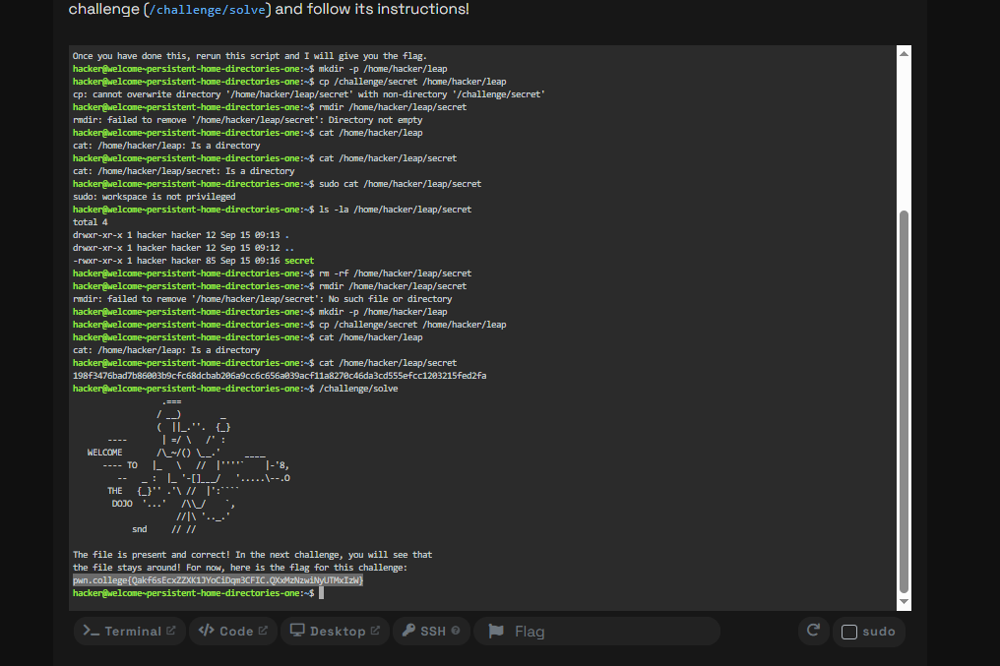 challenge (/challenge/solve) and follow its instructions!
Once you have done this, rerun this script and I will give you the flag.
hacker@welcome~persistent-home-directories-one:~$ mkdir -p /home/hacker/leap
hacker@welcome~persistent-home-directories-one:~$ cp /challenge/secret /home/hacker/leap
cp: cannot overwrite directory '/home/hacker/leap/secret' with non-directory '/challenge/secret'
hacker@welcome~persistent-home-directories-one:~$ rmdir /home/hacker/leap/secret
rmdir: failed to remove '/home/hacker/leap/secret': Directory not empty
hacker@welcome~persistent-home-directories-one:~$ cat /home/hacker/leap
cat: /home/hacker/leap: Is a directory
hacker@welcome~persistent-home-directories-one:~$ cat /home/hacker/leap/secret
cat: /home/hacker/leap/secret: Is a directory
hacker@welcome~persistent-home-directories-one:~$ sudo cat /home/hacker/leap/secret
sudo: workspace is not privileged
hacker@welcome~persistent-home-directories-one:~$ ls -la /home/hacker/leap/secret
total 4
drwxr-xr-x 1 hacker hacker 12 Sep 15 09:13 .
drwxr-xr-x 1 hacker hacker 12 Sep 15 09:12 ..
-rwxr-xr-x 1 hacker hacker 85 Sep 15 09:16 secret
hacker@welcome~persistent-home-directories-one:~$ rm -rf /home/hacker/leap/secret
hacker@welcome~persistent-home-directories-one:~$ rmdir /home/hacker/leap/secret
rmdir: failed to remove '/home/hacker/leap/secret': No such file or directory
hacker@welcome~persistent-home-directories-one:~$ mkdir -p /home/hacker/leap
hacker@welcome~persistent-home-directories-one:~$ cp /challenge/secret /home/hacker/leap
hacker@welcome~persistent-home-directories-one:~$ cat /home/hacker/leap
cat: /home/hacker/leap: Is a directory
hacker@welcome~persistent-home-directories-one:~$ cat /home/hacker/leap/secret
198f3476bad7b86003b9cfc68dcbab206a9cc6c656a039acf11a8270c46da3cd555efcc1203215fed2fa
hacker@welcome~persistent-home-directories-one:~$ /challenge/solve
WELCOME
TO
THE
DOJO
snd
The file is present and correct! In the next challenge, you will see that
the file stays around! For now, here is the flag for this challenge:
pwn.college{Qakf6sEcxZZXK1JYoCiDqm3CFIC.QXxMzNzwiNyUTMxIzW}
hacker@welcome~persistent-home-directories-one:~$
Terminal Code Desktop SSH Flag sudo